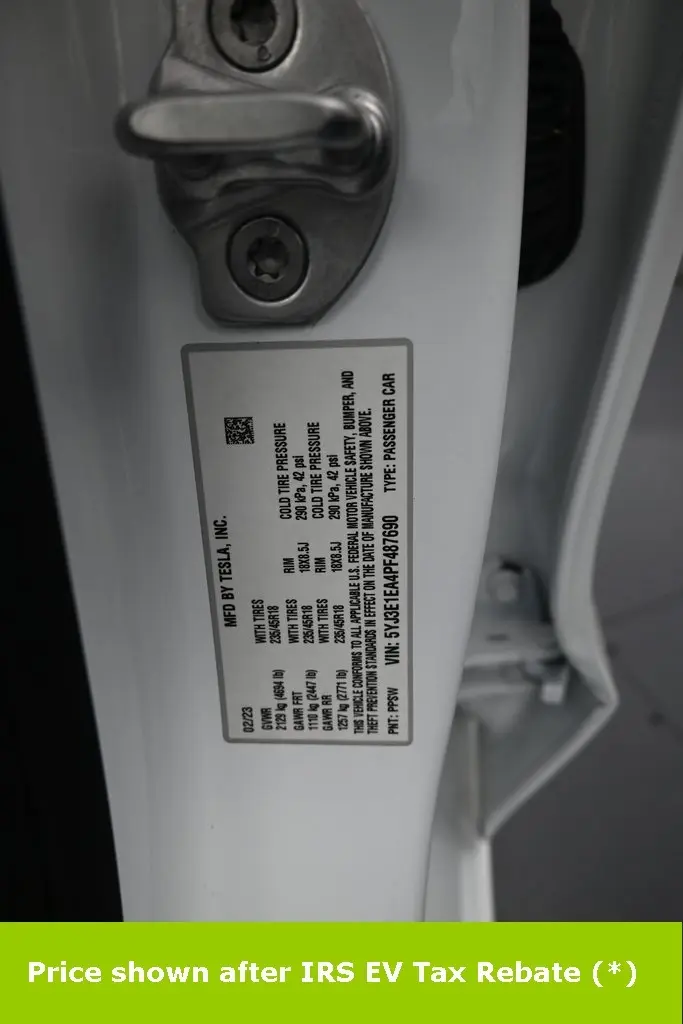 MFD BY TESLA, INC.
02/23
GVWR WITH TIRES RIM COLD TIRE PRESSURE
2129 kg (4694 lb) 235/45R18 18X8.5J 290 kPa, 42 psi
GAWR FRT WITH TIRES RIM COLD TIRE PRESSURE
1110 kg (2447 lb) 235/45R18 18X8.5J 290 kPa, 42 psi
GAWR RR WITH TIRES
1257 kg (2771 lb) 235/45R18
THIS VEHICLE CONFORMS TO ALL APPLICABLE U.S. FEDERAL MOTOR VEHICLE SAFETY, BUMPER, AND
THEFT PREVENTION STANDARDS IN EFFECT ON THE DATE OF MANUFACTURE SHOWN ABOVE.
PNT: PPSW VIN: 5YJ3E1EA4PF487690 TYPE: PASSENGER CAR
Price shown after IRS EV Tax Rebate (*)